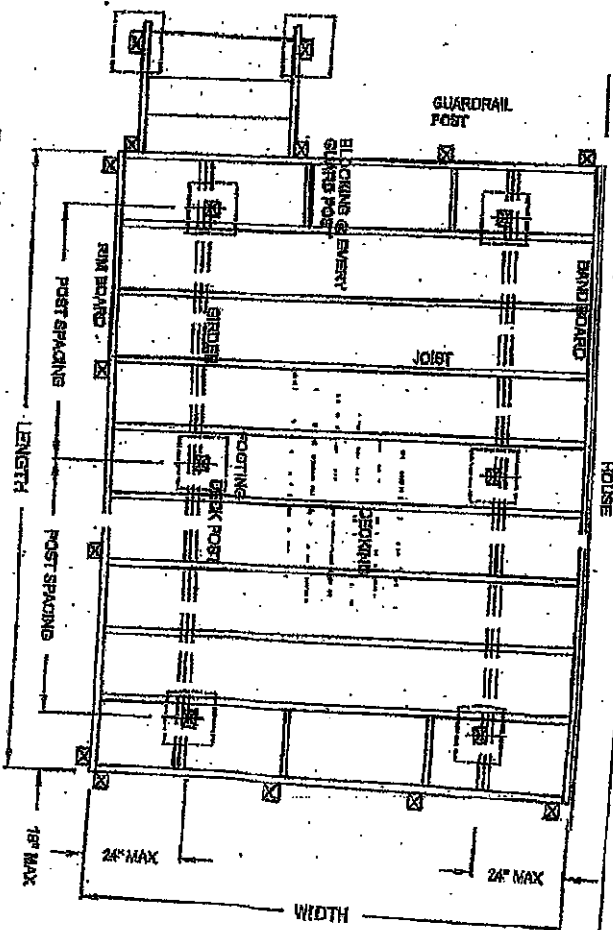 GUARDRAIL
POST
BLOCKING @ EVERY
GUARD POST
BAND BOARD
HOUSE
RIM BOARD
POST SPACING
GIRDER
JOIST
FOOTING
DECK POST
DECKING
LENGTH
POST SPACING
18" MAX
24" MAX
24" MAX
WIDTH